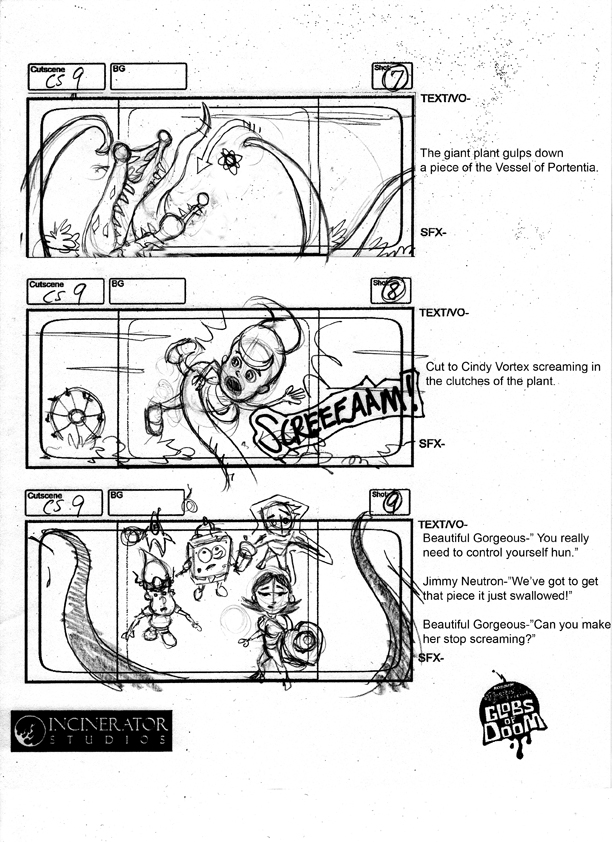 Cutscene
CS 9
BG
Shot
7
TEXT/VO-
The giant plant gulps down
a piece of the Vessel of Portentia.
SFX-
Cutscene
CS 9
BG
Shot
8
TEXT/VO-
Cut to Cindy Vortex screaming in
the clutches of the plant.
SCREEEAAM!
SFX-
Cutscene
CS 9
BG
Shot
9
TEXT/VO-
Beautiful Gorgeous-" You really
need to control yourself hun."
Jimmy Neutron-"We've got to get
that piece it just swallowed!"
Beautiful Gorgeous-"Can you make
her stop screaming?"
SFX-
INCINERATOR
STUDIOS
GLOBS
OF
DOOM